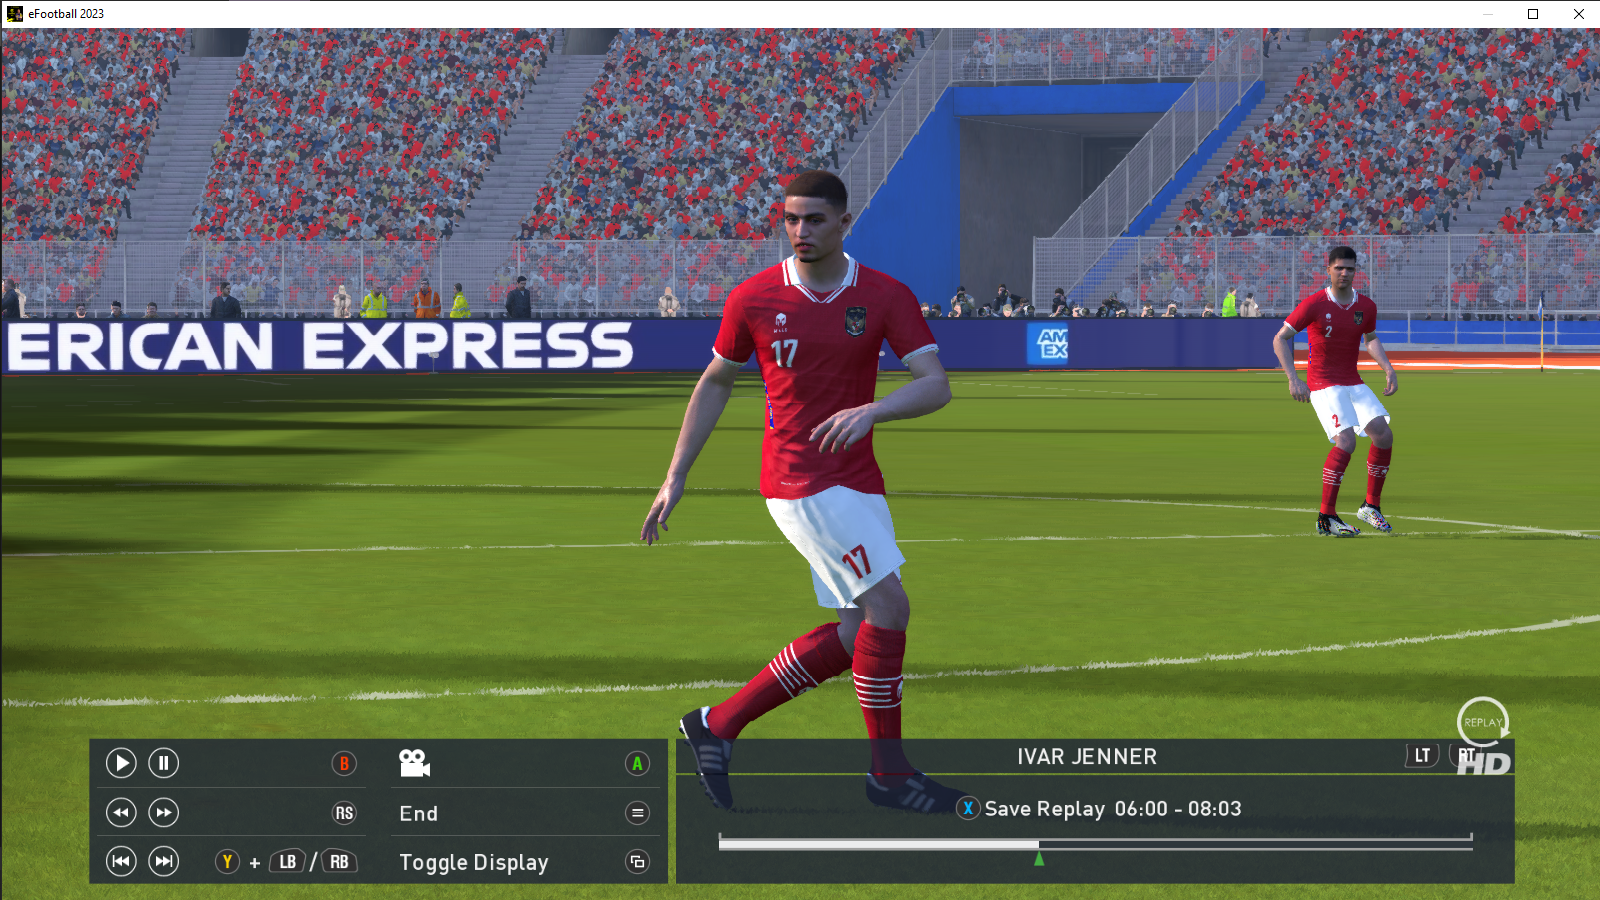 eFootball 2023
ERICAN EXPRESS
AM
EX
17
2
17
2
REPLAY
HD
B
A
IVAR JENNER
LT
RT
RS
End
X Save Replay 06:00 - 08:03
Y + LB / RB
Toggle Display